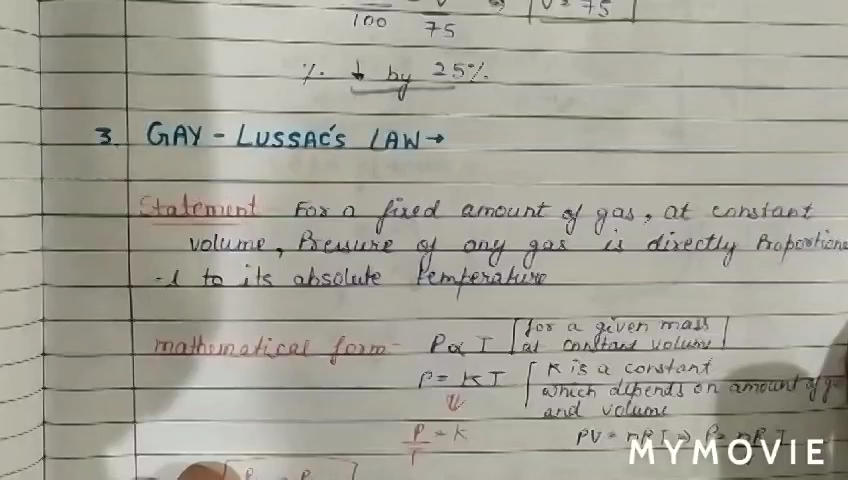 100 75 V = 75
% ↓ by 25%
3. GAY - LUSSAC'S LAW →
Statement For a fixed amount of gas, at constant
volume, Pressure of any gas is directly Proportiona
-l to its absolute temperature
mathematical form - P ∝ T [for a given mass
at constant volume]
P = KT [K is a constant
which depends on amount of
and volume
P/T = K PV = nRT ⇒ P = nR T
MYMOVIE